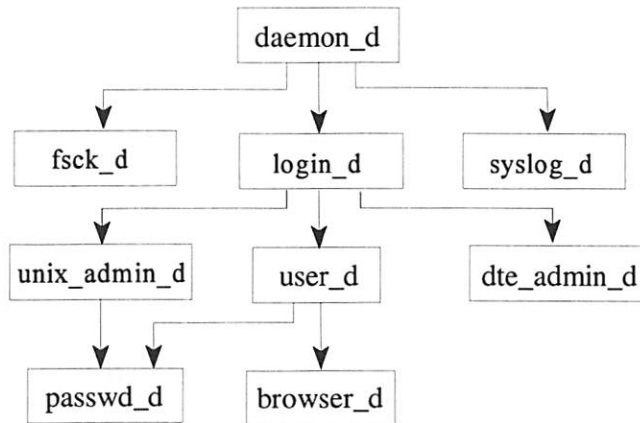 daemon_d
fsck_d
login_d
syslog_d
unix_admin_d
user_d
dte_admin_d
passwd_d
browser_d